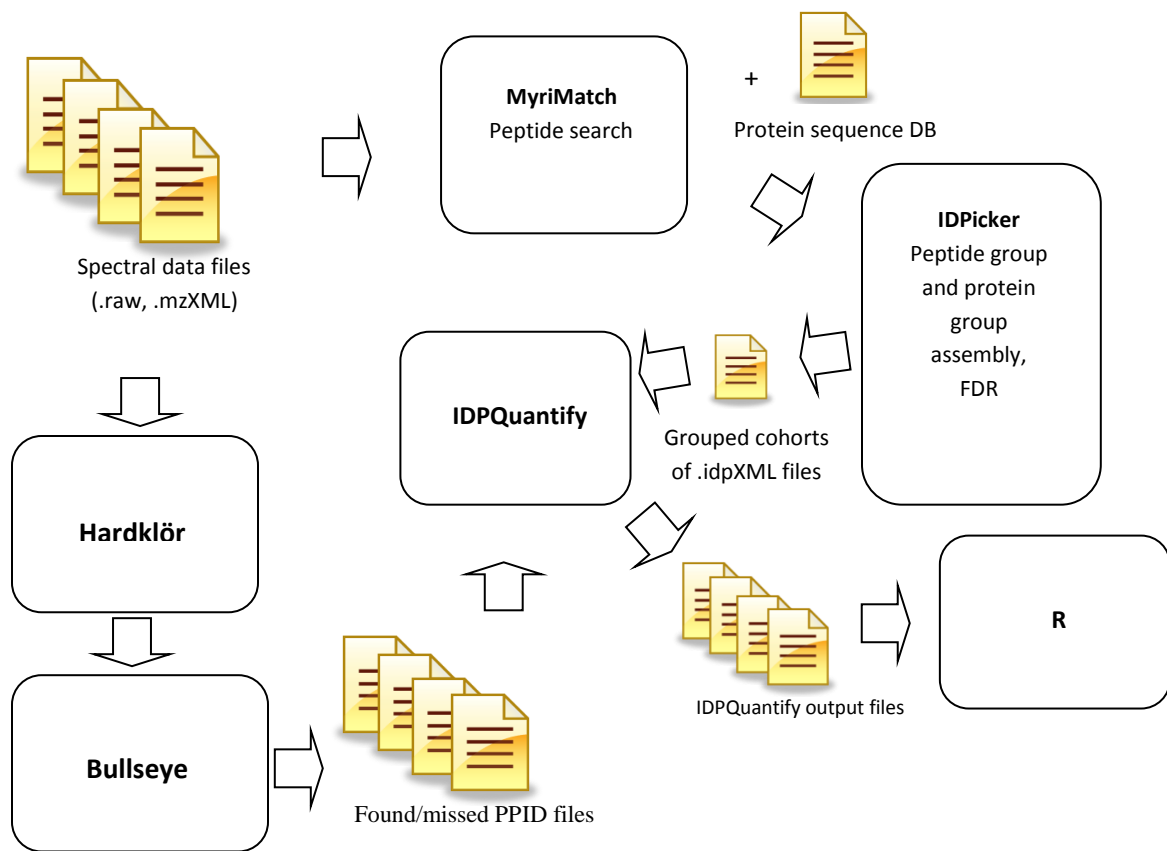 MyriMatch
Peptide search
+
Protein sequence DB
Spectral data files
(.raw, .mzXML)
IDPicker
Peptide group
and protein
group
assembly,
FDR
IDPQuantify
Grouped cohorts
of .idpXML files
Hardklör
R
IDPQuantify output files
Bullseye
Found/missed PPID files